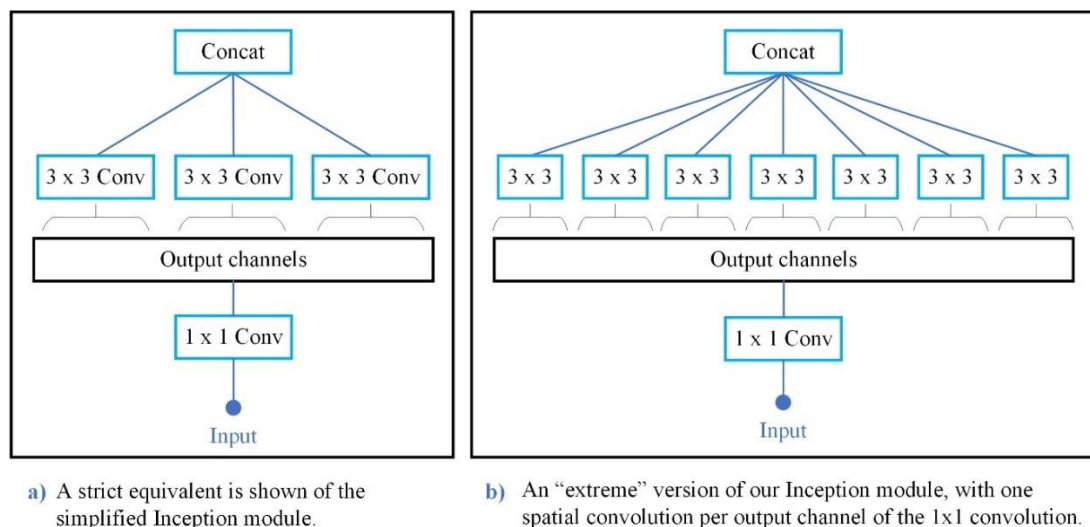 Concat
3 x 3 Conv 3 x 3 Conv 3 x 3 Conv
Output channels
1 x 1 Conv
Input
a) A strict equivalent is shown of the
simplified Inception module.
Concat
3 x 3 3 x 3 3 x 3 3 x 3 3 x 3 3 x 3 3 x 3
Output channels
1 x 1 Conv
Input
b) An “extreme” version of our Inception module, with one
spatial convolution per output channel of the 1x1 convolution.